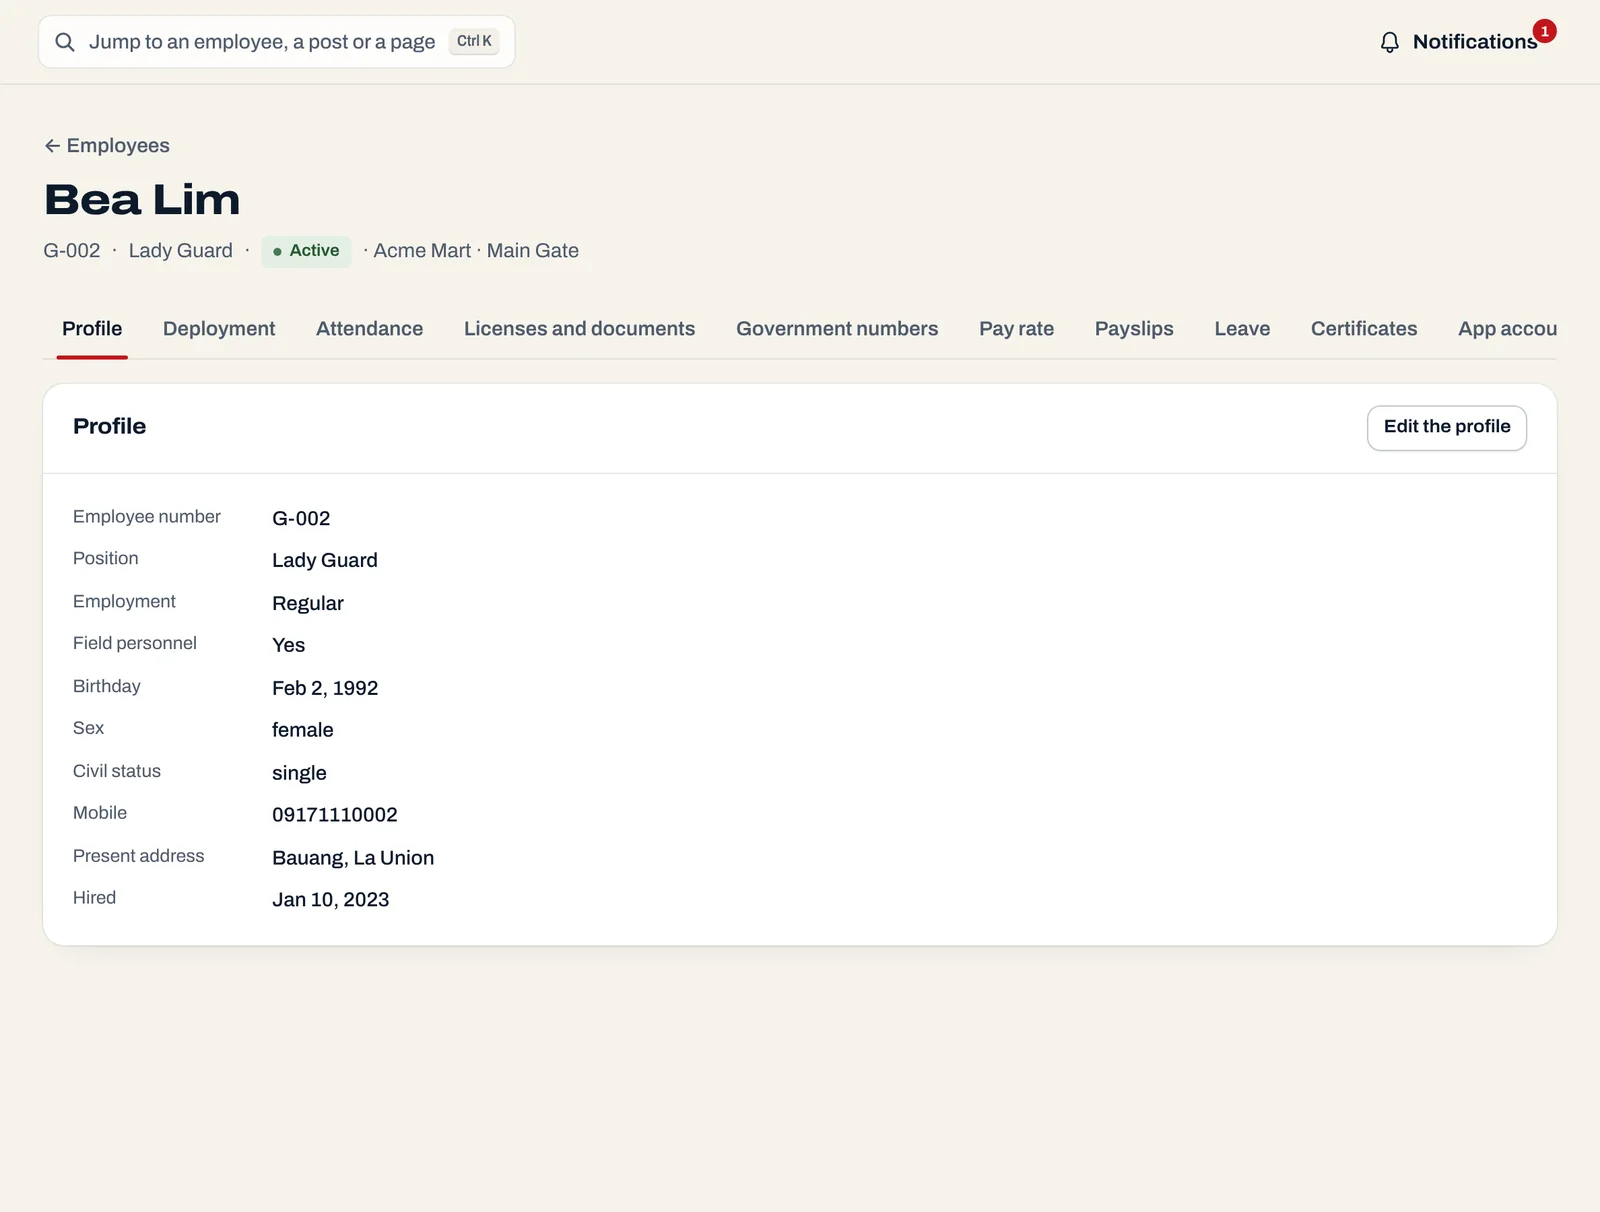 Jump to an employee, a post or a page Ctrl K
Notifications 1
← Employees
Bea Lim
G-002 · Lady Guard · Active · Acme Mart · Main Gate
Profile Deployment Attendance Licenses and documents Government numbers Pay rate Payslips Leave Certificates App accou
Profile
Edit the profile
Employee number G-002
Position Lady Guard
Employment Regular
Field personnel Yes
Birthday Feb 2, 1992
Sex female
Civil status single
Mobile 09171110002
Present address Bauang, La Union
Hired Jan 10, 2023